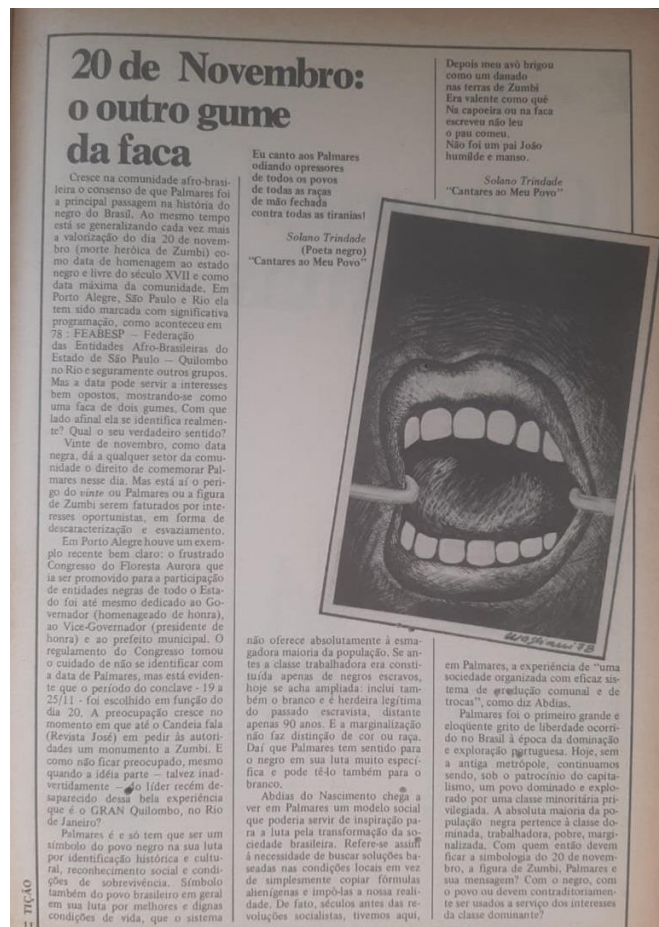 20 de Novembro:
o outro gume
da faca
Cresce na comunidade afro-brasi-
leira o consenso de que Palmares foi
a principal passagem na história do
negro do Brasil. Ao mesmo tempo
está se generalizando cada vez mais
a valorização do dia 20 de novem-
bro (morte heróica de Zumbi) co-
mo data de homenagem ao estado
negro e livre do século XVII e como
data máxima da comunidade. Em
Porto Alegre, São Paulo e Rio ela
tem sido marcada com significativa
programação, como aconteceu em
78 : FEABESP — Federação
das Entidades Afro-Brasileiras do
Estado de São Paulo — Quilombo
no Rio e seguramente outros grupos.
Mas a data pode servir a interesses
bem opostos, mostrando-se como
uma faca de dois gumes. Com que
lado afinal ela se identifica realmen-
te? Qual o seu verdadeiro sentido?
Vinte de novembro, como data
negra, dá a qualquer setor da comu-
nidade o direito de comemorar Pal-
mares nesse dia. Mas está aí o peri-
go do vinte ou Palmares ou a figura
de Zumbi serem faturados por inte-
resses oportunistas, em forma de
descaracterização e esvaziamento.
Em Porto Alegre houve um exem-
plo recente bem claro: o frustrado
Congresso do Floresta Aurora que
ia ser promovido para a participação
de entidades negras de todo o Esta-
do foi até mesmo dedicado ao Go-
vernador (homenageado de honra),
ao Vice-Governador (presidente de
honra) e ao prefeito municipal. O
regulamento do Congresso tomou
o cuidado de não se identificar com
a data de Palmares, mas está eviden-
te que o período do conclave - 19 a
25/11 - foi escolhido em função do
dia 20. A preocupação cresce no
momento em que até o Candeia fala
(Revista José) em pedir às autori-
dades um monumento a Zumbi. E
como não ficar preocupado, mesmo
quando a idéia parte — talvez inad-
vertidamente — do líder recém de-
saparecido dessa bela experiência
que é o GRAN Quilombo, no Rio
de Janeiro?
Palmares é e só tem que ser um
símbolo do povo negro na sua luta
por identificação histórica e cultu-
ral, reconhecimento social e condi-
ções de sobrevivência. Símbolo
também do povo brasileiro em geral
em sua luta por melhores e dignas
condições de vida, que o sistema
Eu canto aos Palmares
odiando opressores
de todos os povos
de todas as raças
de mão fechada
contra todas as tiranias!
Solano Trindade
(Poeta negro)
"Cantares ao Meu Povo"
Depois meu avô brigou
como um danado
nas terras de Zumbi
Era valente como quê
Na capoeira ou na faca
escreveu não leu
o pau comeu.
Não foi um pai João
humilde e manso.
Solano Trindade
"Cantares ao Meu Povo"
não oferece absolutamente à esma-
gadora maioria da população. Se an-
tes a classe trabalhadora era consti-
tuída apenas de negros escravos,
hoje se acha ampliada: inclui tam-
bém o branco e é herdeira legítima
do passado escravista, distante
apenas 90 anos. E a marginalização
não faz distinção de cor ou raça.
Daí que Palmares tem sentido para
o negro em sua luta muito especí-
fica e pode tê-lo também para o
branco.
Abdias do Nascimento chega a
ver em Palmares um modelo social
que poderia servir de inspiração pa-
ra a luta pela transformação da so-
ciedade brasileira. Refere-se assim
à necessidade de buscar soluções ba-
seadas nas condições locais em vez
de simplesmente copiar fórmulas
alienígenas e impô-las a nossa reali-
dade. De fato, séculos antes das re-
voluções socialistas, tivemos aqui,
em Palmares, a experiência de "uma
sociedade organizada com eficaz sis-
tema de produção comunal e de
trocas", como diz Abdias.
Palmares foi o primeiro grande e
eloqüente grito de liberdade ocorri-
do no Brasil à época da dominação
e exploração portuguesa. Hoje, sem
a antiga metrópole, continuamos
sendo, sob o patrocínio do capita-
lismo, um povo dominado e explo-
rado por uma classe minoritária pri-
vilegiada. A absoluta maioria da po-
pulação negra pertence à classe do-
minada, trabalhadora, pobre, margi-
nalizada. Com quem então devem
ficar a simbologia do 20 de novem-
bro, a figura de Zumbi, Palmares e
sua mensagem? Com o negro, com
o povo ou devem contraditoriamen-
te ser usados a serviço dos interesses
da classe dominante?
TIÇÃO
11